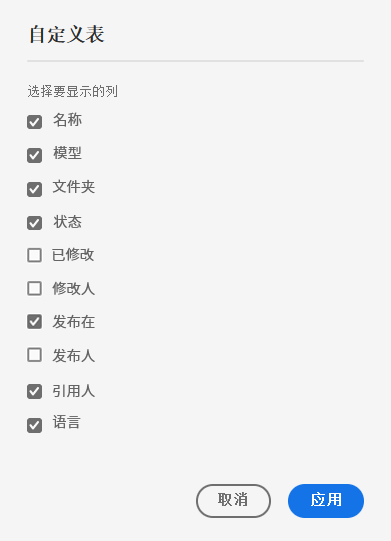 自定义表
选择要显示的列
名称
模型
文件夹
状态
已修改
修改人
发布在
发布人
引用人
语言
取消
应用